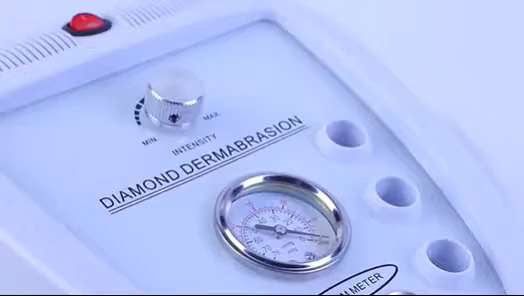 MAX
MIN
INTENSITY
DIAMOND DERMABRASION
METER